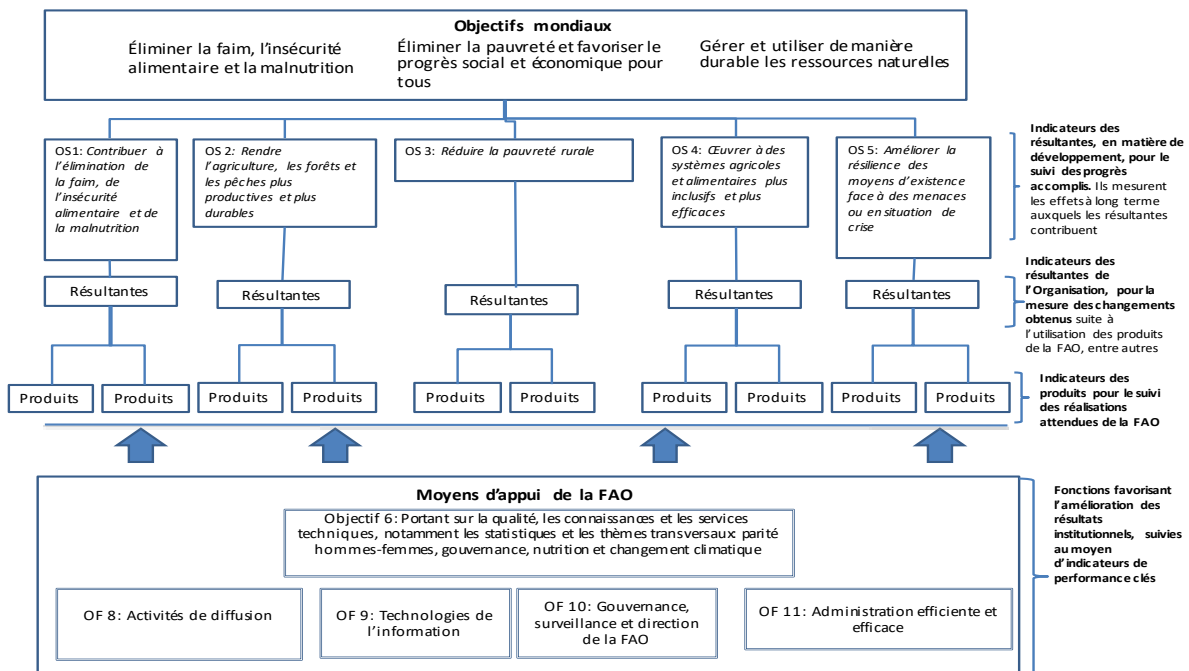 Objectifs mondiaux
Éliminer la faim, l'insécurité
alimentaire et la malnutrition
Éliminer la pauvreté et favoriser le
progrès social et économique pour
tous
Gérer et utiliser de manière
durable les ressources naturelles
OS1: Contribuer à
l'élimination de
la faim, de
l'insécurité
alimentaire et de
la malnutrition
OS 2: Rendre
l'agriculture, les forêts et
les pêches plus
productives et plus
durables
OS 3: Réduire la pauvreté rurale
OS 4: Œuvrer à des
systèmes agricoles
et alimentaires plus
inclusifs et plus
efficaces
OS 5: Améliorer la
résilience des
moyens d'existence
face à des menaces
ou en situation de
crise
Indicateurs des
résultantes, en matière de
développement, pour le
suivi des progrès
accomplis. Ils mesurent
les effets à long terme
auxquels les résultantes
contribuent
Résultantes
Résultantes
Résultantes
Résultantes
Résultantes
Indicateurs des
résultantes de
l'Organisation, pour la
mesure des changements
obtenus suite à
l'utilisation des produits
de la FAO, entre autres
Produits
Produits
Produits
Produits
Produits
Produits
Produits
Produits
Produits
Produits
Indicateurs des
produits pour le suivi
des réalisations
attendues de la FAO
Moyens d'appui de la FAO
Objectif 6: Portant sur la qualité, les connaissances et les services
techniques, notamment les statistiques et les thèmes transversaux: parité
hommes-femmes, gouvernance, nutrition et changement climatique
OF 8: Activités de diffusion
OF 9: Technologies de
l'information
OF 10: Gouvernance,
surveillance et direction
de la FAO
OF 11: Administration efficiente et
efficace
Fonctions favorisant
l'amélioration des
résultats
institutionnels, suivies
au moyen
d'indicateurs de
performance clés